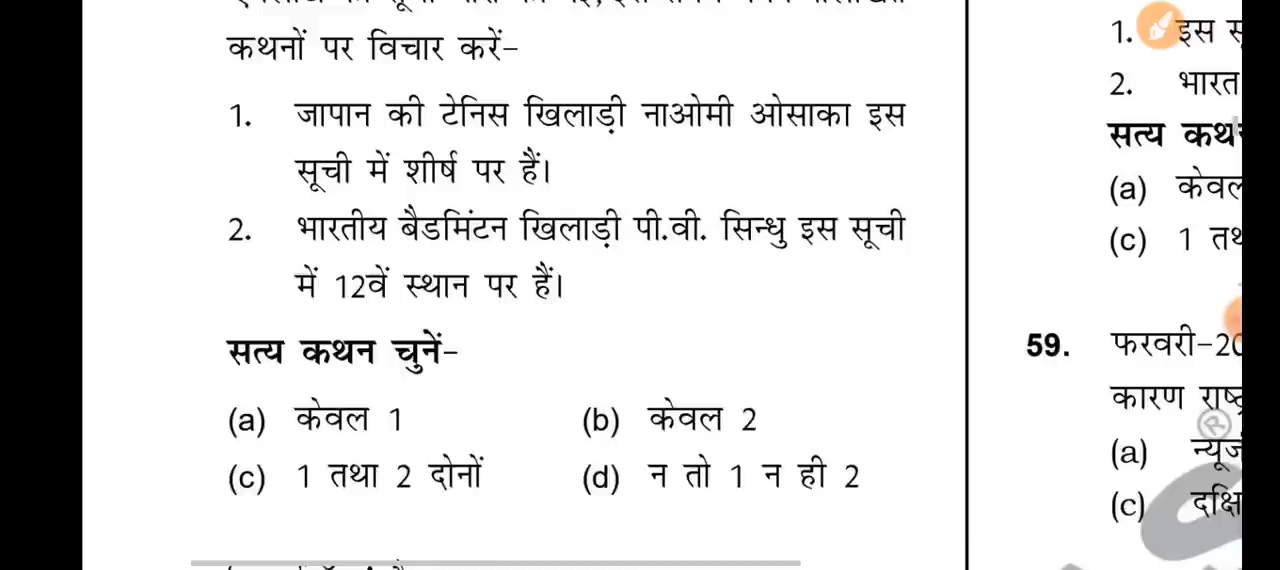 कथनों पर विचार करें–
1. जापान की टेनिस खिलाड़ी नाओमी ओसाका इस
सूची में शीर्ष पर हैं।
2. भारतीय बैडमिंटन खिलाड़ी पी.वी. सिन्धु इस सूची
में 12वें स्थान पर हैं।
सत्य कथन चुनें–
(a) केवल 1 (b) केवल 2
(c) 1 तथा 2 दोनों (d) न तो 1 न ही 2
1. इस
2. भारत
सत्य
(a)
(c) 1
59. फरवरी-20
कारण
(a)
(c)